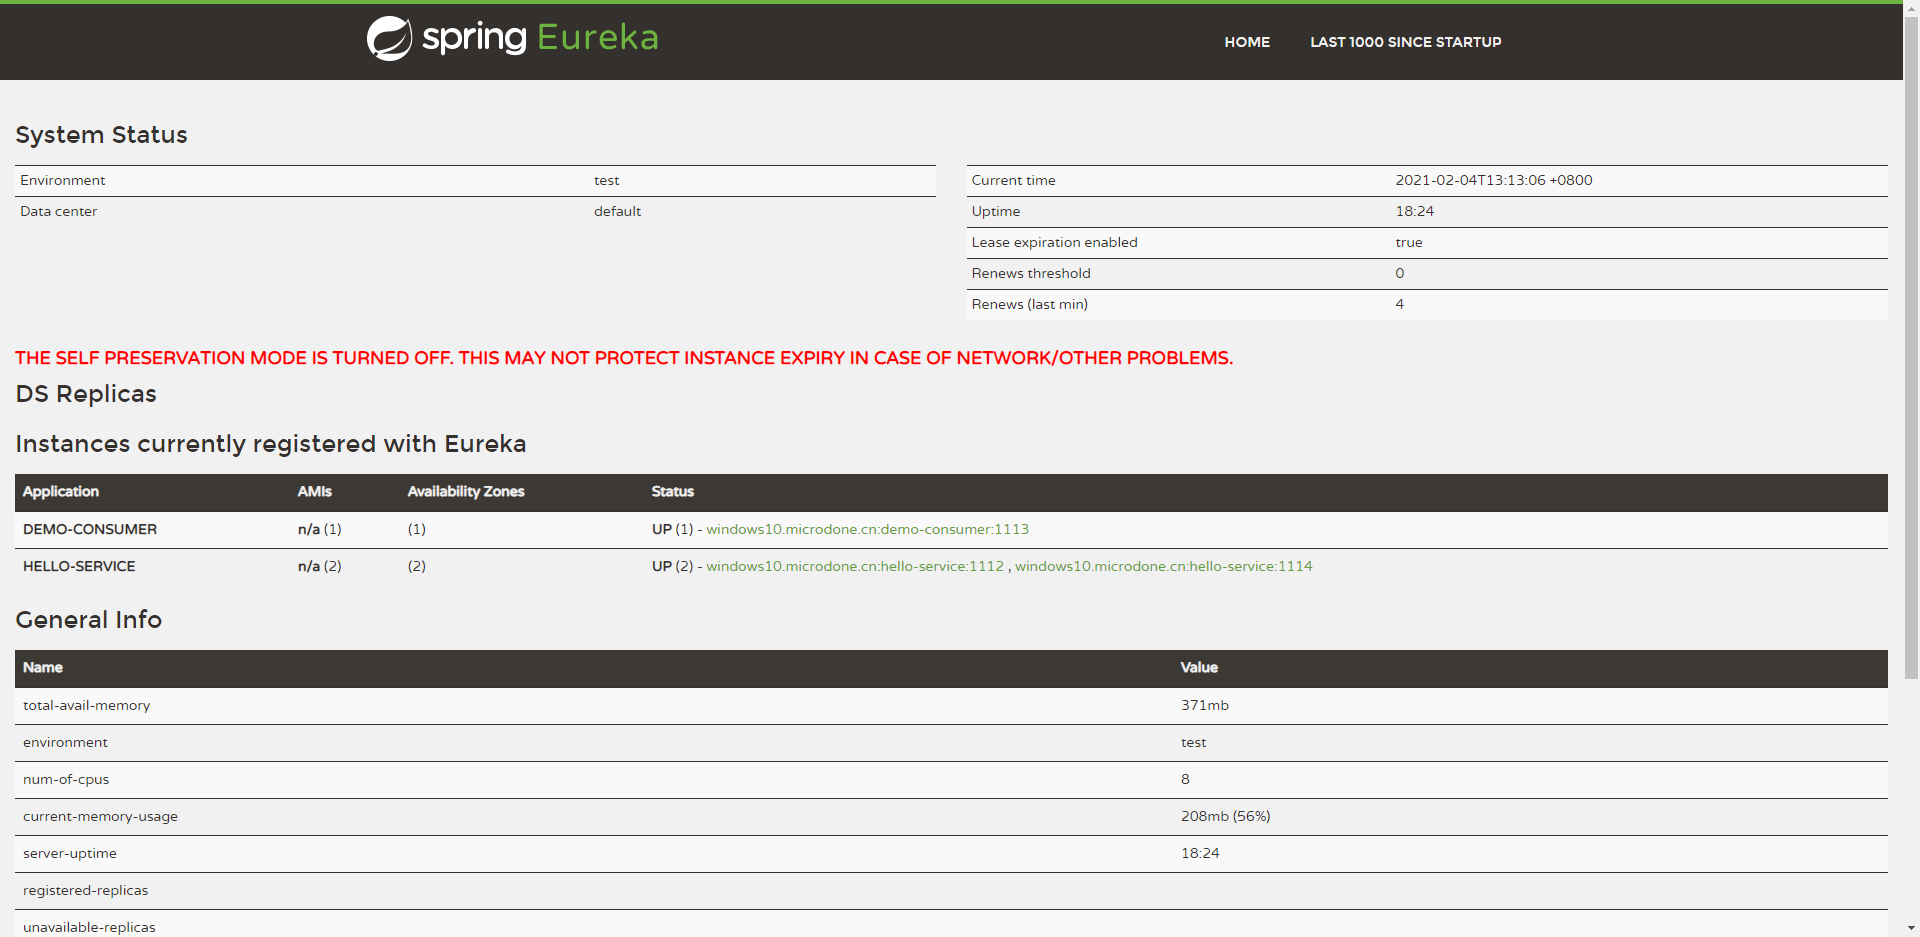 spring Eureka
HOME LAST 1000 SINCE STARTUP
System Status
Environment test
Data center default
Current time 2021-02-04T13:13:06 +0800
Uptime 18:24
Lease expiration enabled true
Renews threshold 0
Renews (last min) 4
THE SELF PRESERVATION MODE IS TURNED OFF. THIS MAY NOT PROTECT INSTANCE EXPIRY IN CASE OF NETWORK/OTHER PROBLEMS.
DS Replicas
Instances currently registered with Eureka
Application AMIs Availability Zones Status
DEMO-CONSUMER n/a (1) (1) UP (1) - windows10.microdone.cn:demo-consumer:1113
HELLO-SERVICE n/a (2) (2) UP (2) - windows10.microdone.cn:hello-service:1112 , windows10.microdone.cn:hello-service:1114
General Info
Name Value
total-avail-memory 371mb
environment test
num-of-cpus 8
current-memory-usage 208mb (56%)
server-uptime 18:24
registered-replicas
unavailable-replicas